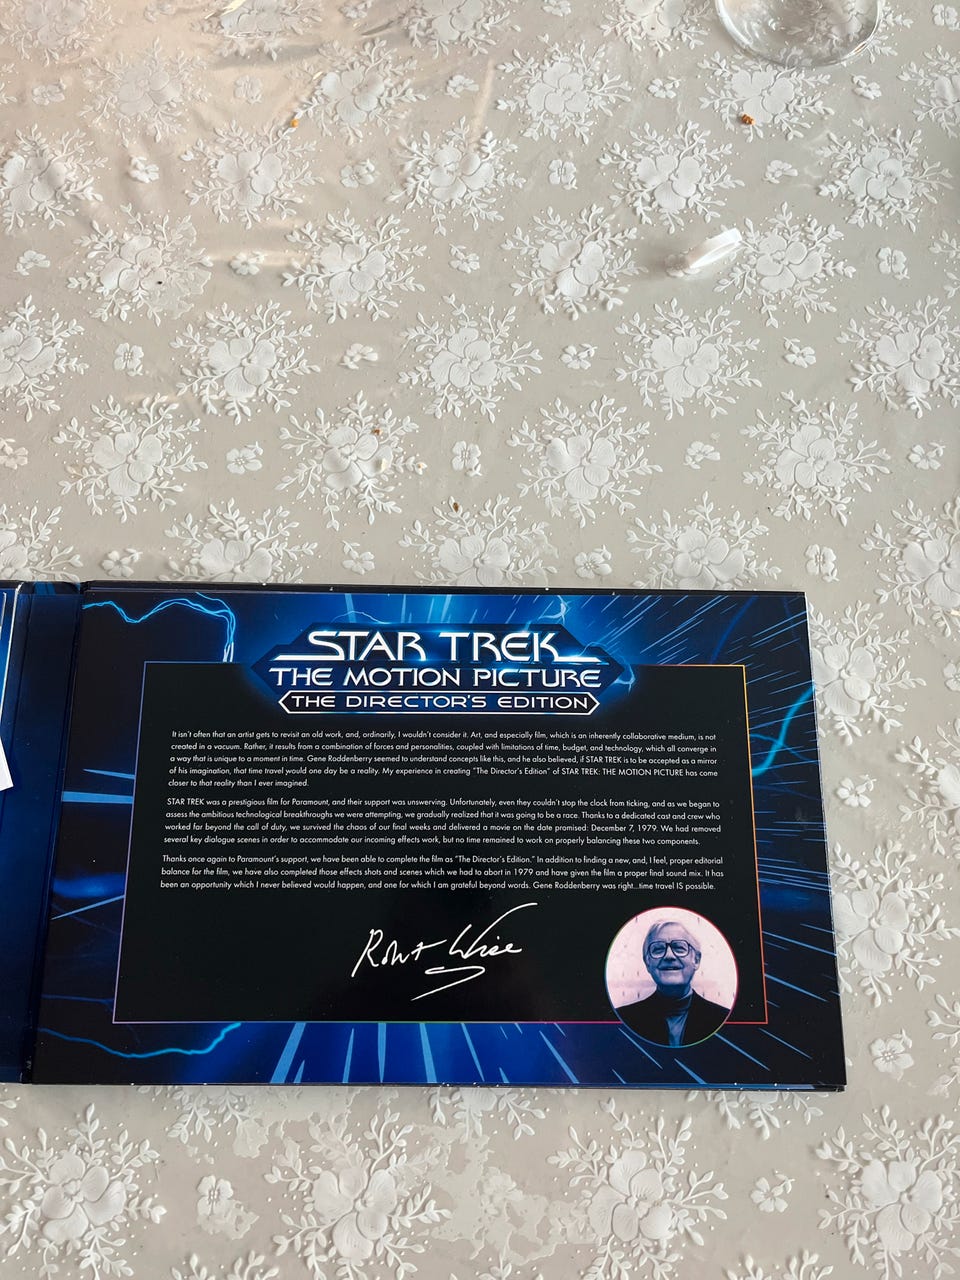 STAR TREK
THE MOTION PICTURE
THE DIRECTOR'S EDITION
It isn't often that an artist gets to revisit an old work, and, ordinarily, I wouldn't consider it. Art, and especially film, which is an inherently collaborative medium, is not
created in a vacuum. Rather, it results from a combination of forces and personalities, coupled with limitations of time, budget, and technology, which all converge in
a way that is unique to a moment in time. Gene Roddenberry seemed to understand concepts like this, and he also believed, if STAR TREK is to be accepted as a mirror
of his imagination, that time travel would one day be a reality. My experience in creating "The Director's Edition" of STAR TREK: THE MOTION PICTURE has come
closer to that reality than I ever imagined.
STAR TREK was a prestigious film for Paramount, and their support was unswerving. Unfortunately, even they couldn't stop the clock from ticking, and as we began to
assess the ambitious technological breakthroughs we were attempting, we gradually realized that it was going to be a race. Thanks to a dedicated cast and crew who
worked far beyond the call of duty, we survived the chaos of our final weeks and delivered a movie on the date promised: December 7, 1979. We had removed
several key dialogue scenes in order to accommodate our incoming effects work, but no time remained to work on properly balancing these two components.
Thanks once again to Paramount's support, we have been able to complete the film as "The Director's Edition." In addition to finding a new, and, I feel, proper editorial
balance for the film, we have also completed those effects shots and scenes which we had to abort in 1979 and have given the film a proper final sound mix. It has
been an opportunity which I never believed would happen, and one for which I am grateful beyond words. Gene Roddenberry was right...time travel IS possible.
Robert Wise